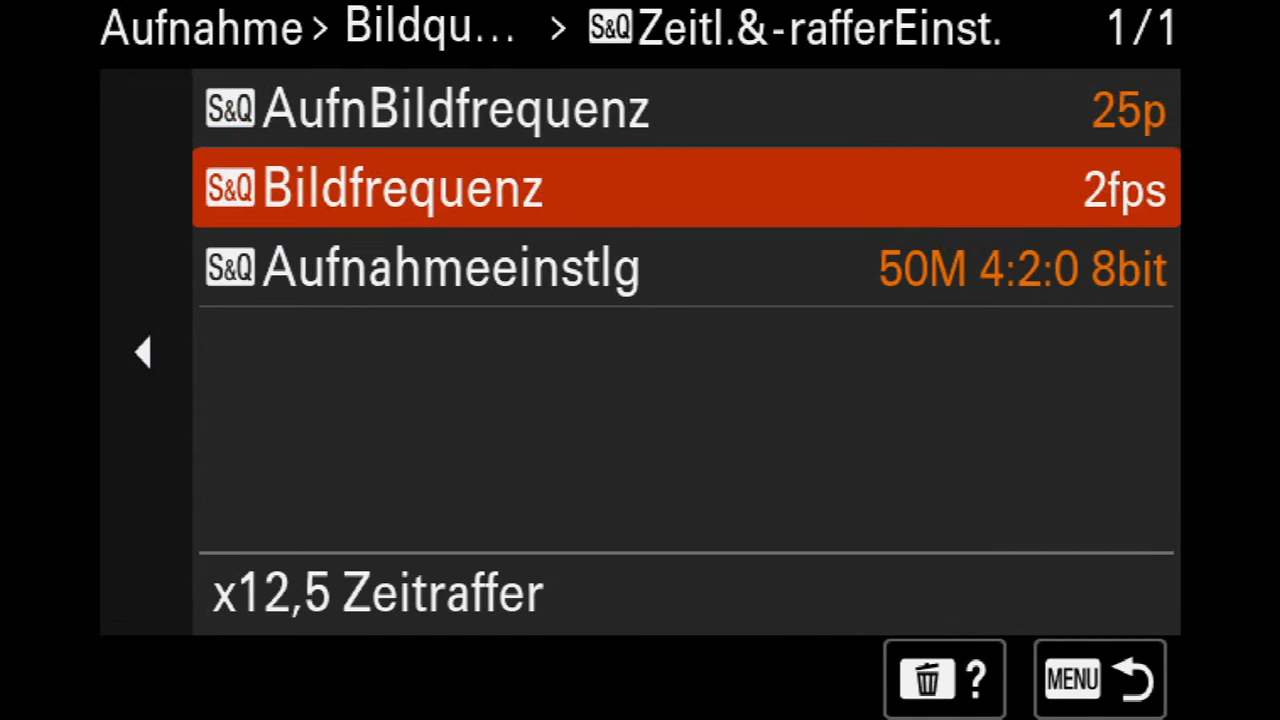 Aufnahme > Bildqu... > S&Q Zeitl.&-rafferEinst. 1/1
S&Q AufnBildfrequenz 25p
S&Q Bildfrequenz 2fps
S&Q Aufnahmeeinstlg 50M 4:2:0 8bit
x12,5 Zeitraffer
? MENU